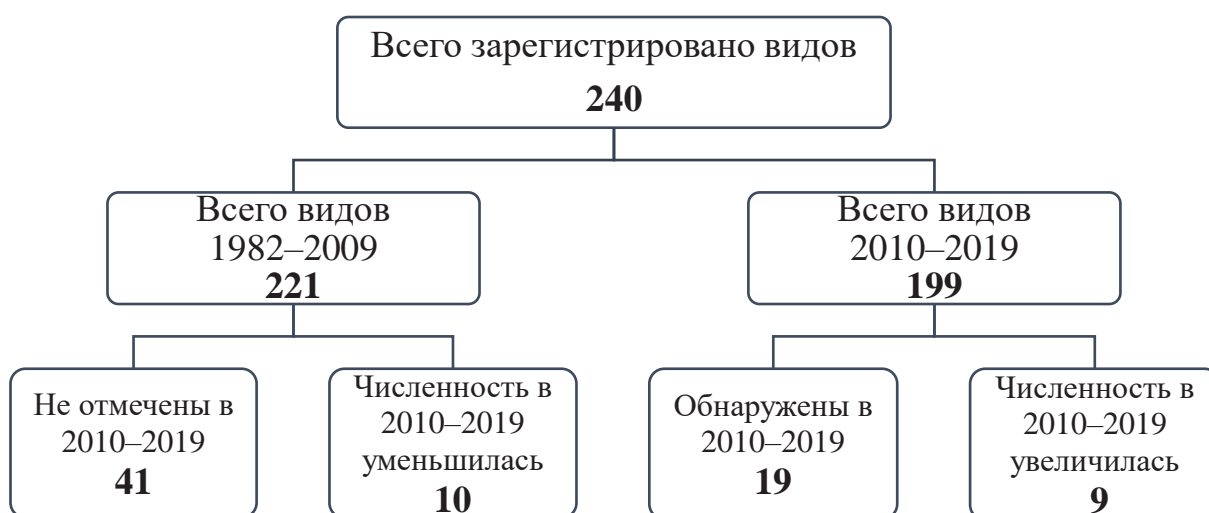 Всего зарегистрировано видов
240
Всего видов
1982–2009
221
Всего видов
2010–2019
199
Не отмечены в
2010–2019
41
Численность в
2010–2019
уменьшилась
10
Обнаружены в
2010–2019
19
Численность в
2010–2019
увеличилась
9